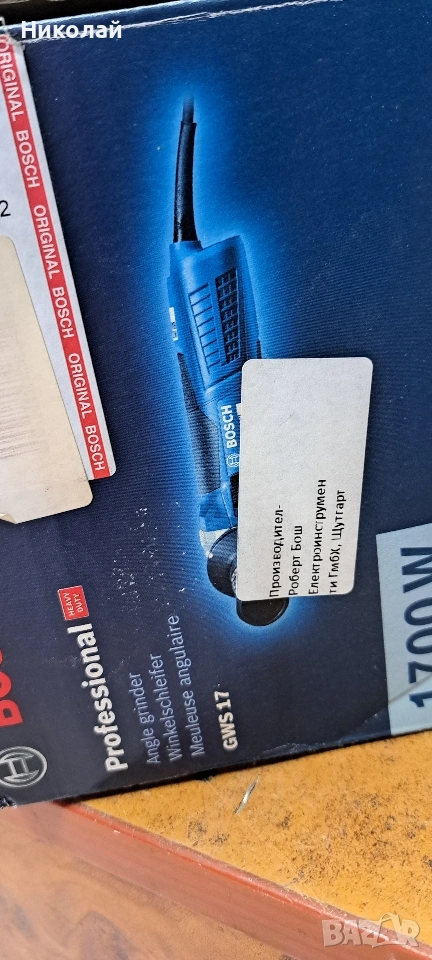 Николай
ORIGINAL BOSCH ORIGINAL BOSCH ORIGINAL BOSCH
2
BOSCH
Производител-
Роберт Бош
Електроинструмен
ти ГмбХ, Щутгарт
1700 W
Professional HEAVY DUTY
Angle grinder
Winkelschleifer
Meuleuse angulaire
GWS 17
BAZAR